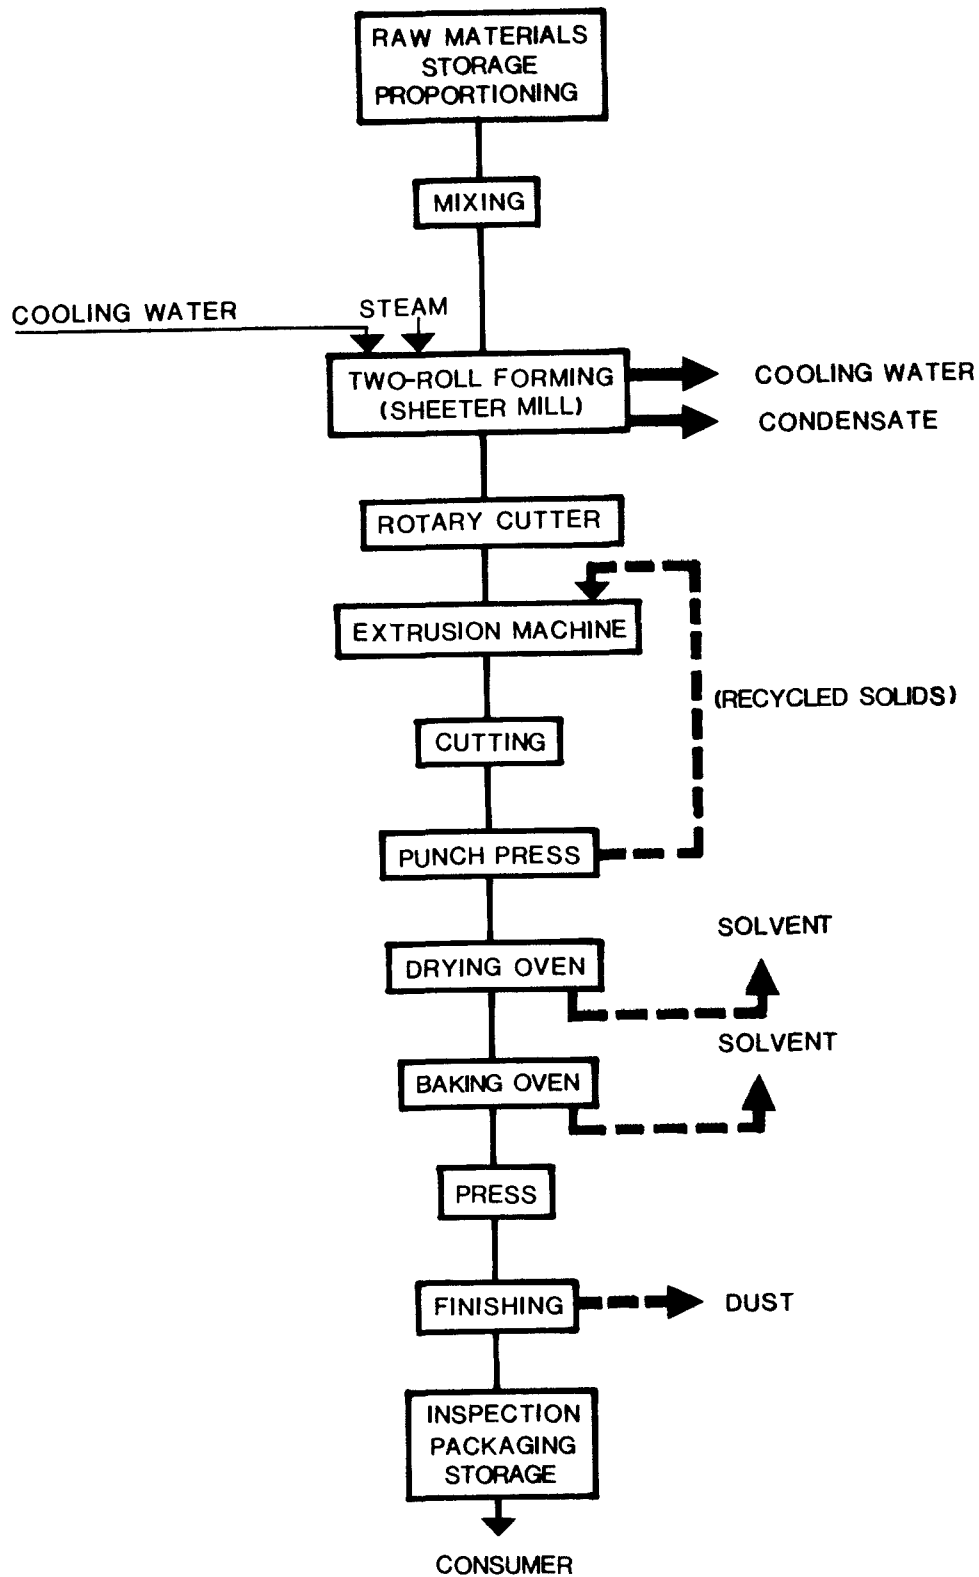 RAW MATERIALS
STORAGE
PROPORTIONING
MIXING
COOLING WATER
STEAM
TWO-ROLL FORMING
(SHEETER MILL)
COOLING WATER
CONDENSATE
ROTARY CUTTER
EXTRUSION MACHINE
(RECYCLED SOLIDS)
CUTTING
PUNCH PRESS
SOLVENT
DRYING OVEN
SOLVENT
BAKING OVEN
PRESS
FINISHING
DUST
INSPECTION
PACKAGING
STORAGE
CONSUMER